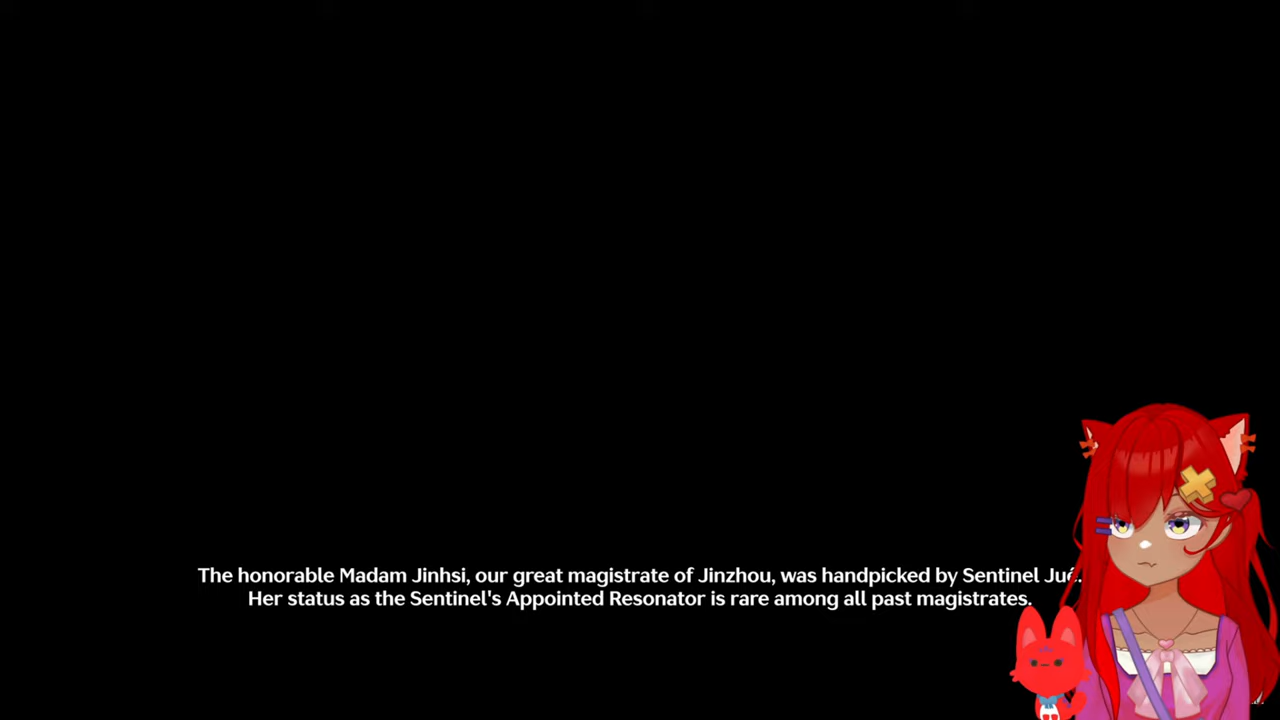 The honorable Madam Jinhsi, our great magistrate of Jinzhou, was handpicked by Sentinel Jué.
Her status as the Sentinel's Appointed Resonator is rare among all past magistrates.